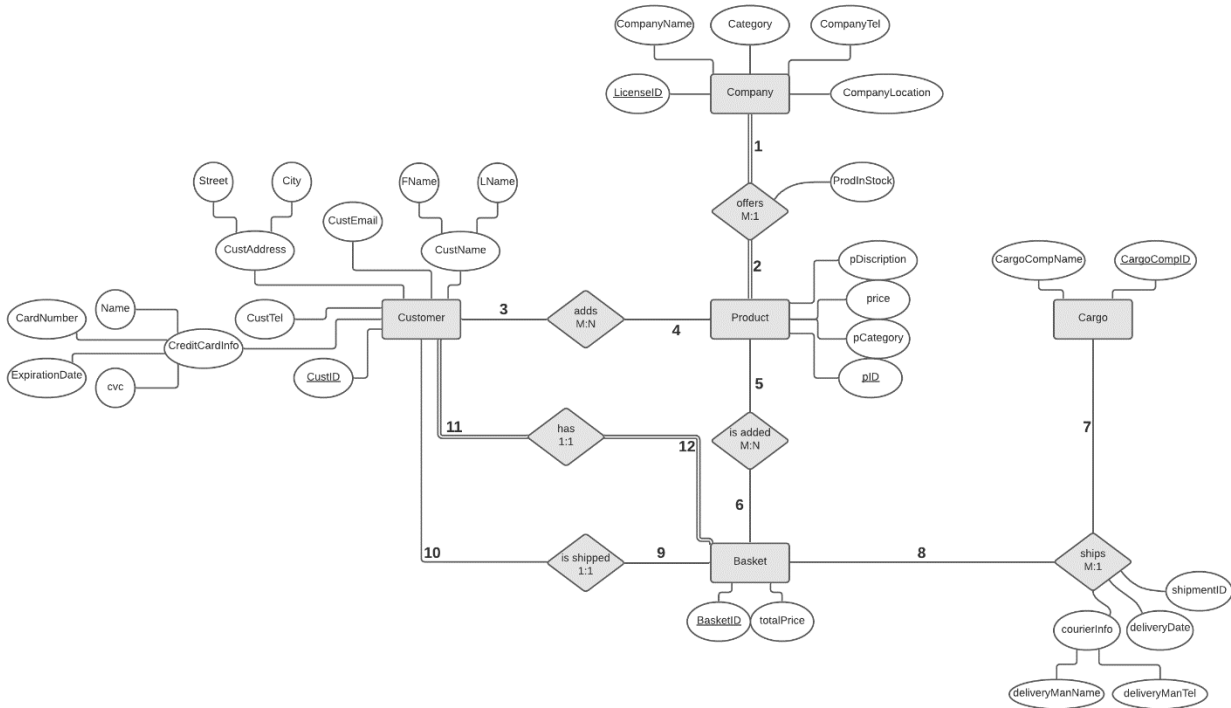 CompanyName
Category
CompanyTel
LicenseID
Company
CompanyLocation
1
Street
City
FName
LName
ProdInStock
offers
M:1
CustEmail
CustAddress
CustName
2
pDiscription
CargoCompName
CargoCompID
Name
CardNumber
CustTel
Customer
3
adds
M:N
4
Product
price
Cargo
pCategory
CreditCardInfo
ExpirationDate
cvc
CustID
pID
5
11
has
1:1
12
is added
M:N
7
6
10
is shipped
1:1
9
Basket
8
ships
M:1
shipmentID
BasketID
totalPrice
courierInfo
deliveryDate
deliveryManName
deliveryManTel